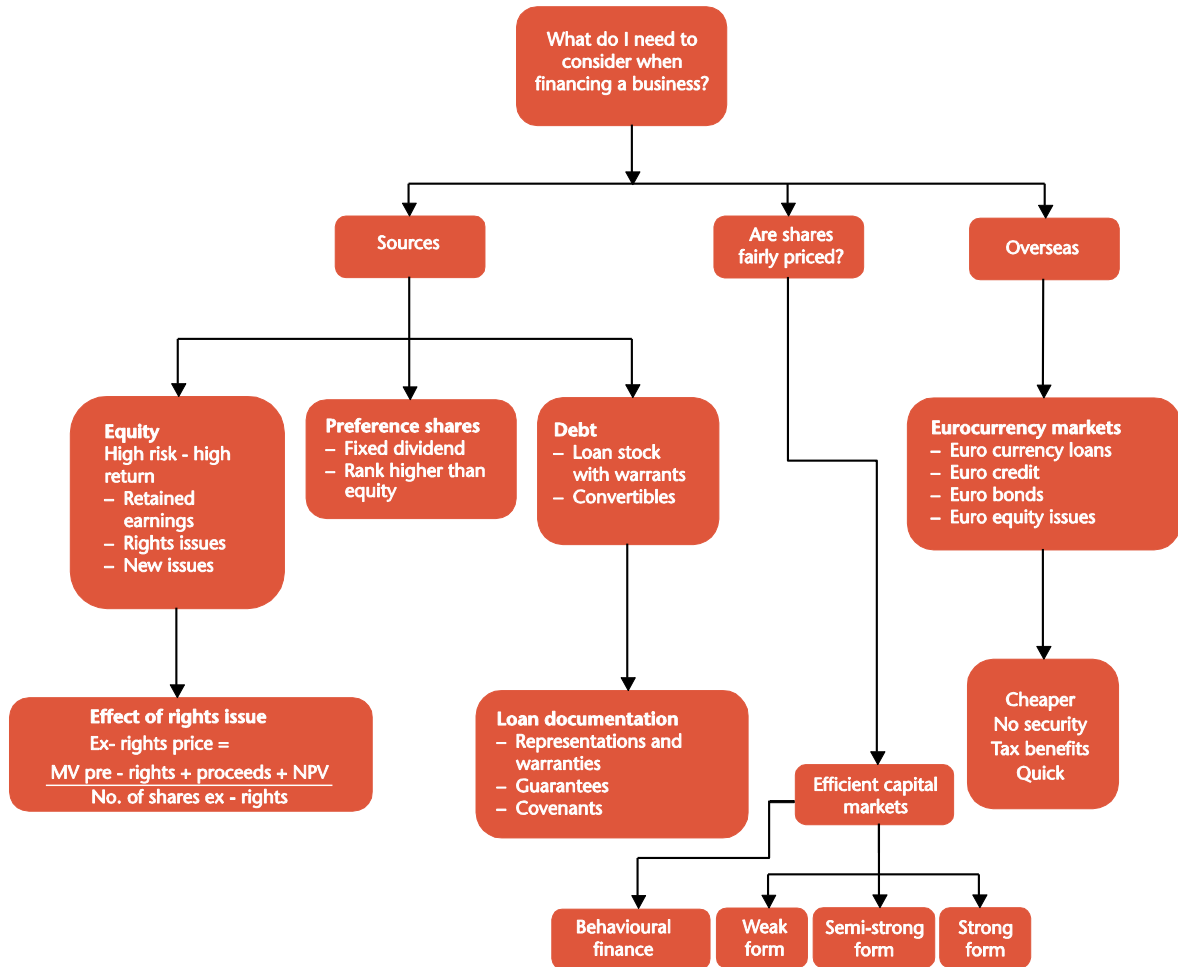 What do I need to
consider when
financing a business?
Sources
Are shares
fairly priced?
Overseas
Equity
High risk - high
return
– Retained
earnings
– Rights issues
– New issues
Preference shares
– Fixed dividend
– Rank higher than
equity
Debt
– Loan stock
with warrants
– Convertibles
Eurocurrency markets
– Euro currency loans
– Euro credit
– Euro bonds
– Euro equity issues
Effect of rights issue
Ex- rights price =
MV pre - rights + proceeds + NPV
No. of shares ex - rights
Loan documentation
– Representations and
warranties
– Guarantees
– Covenants
Cheaper
No security
Tax benefits
Quick
Efficient capital
markets
Behavioural
finance
Weak
form
Semi-strong
form
Strong
form